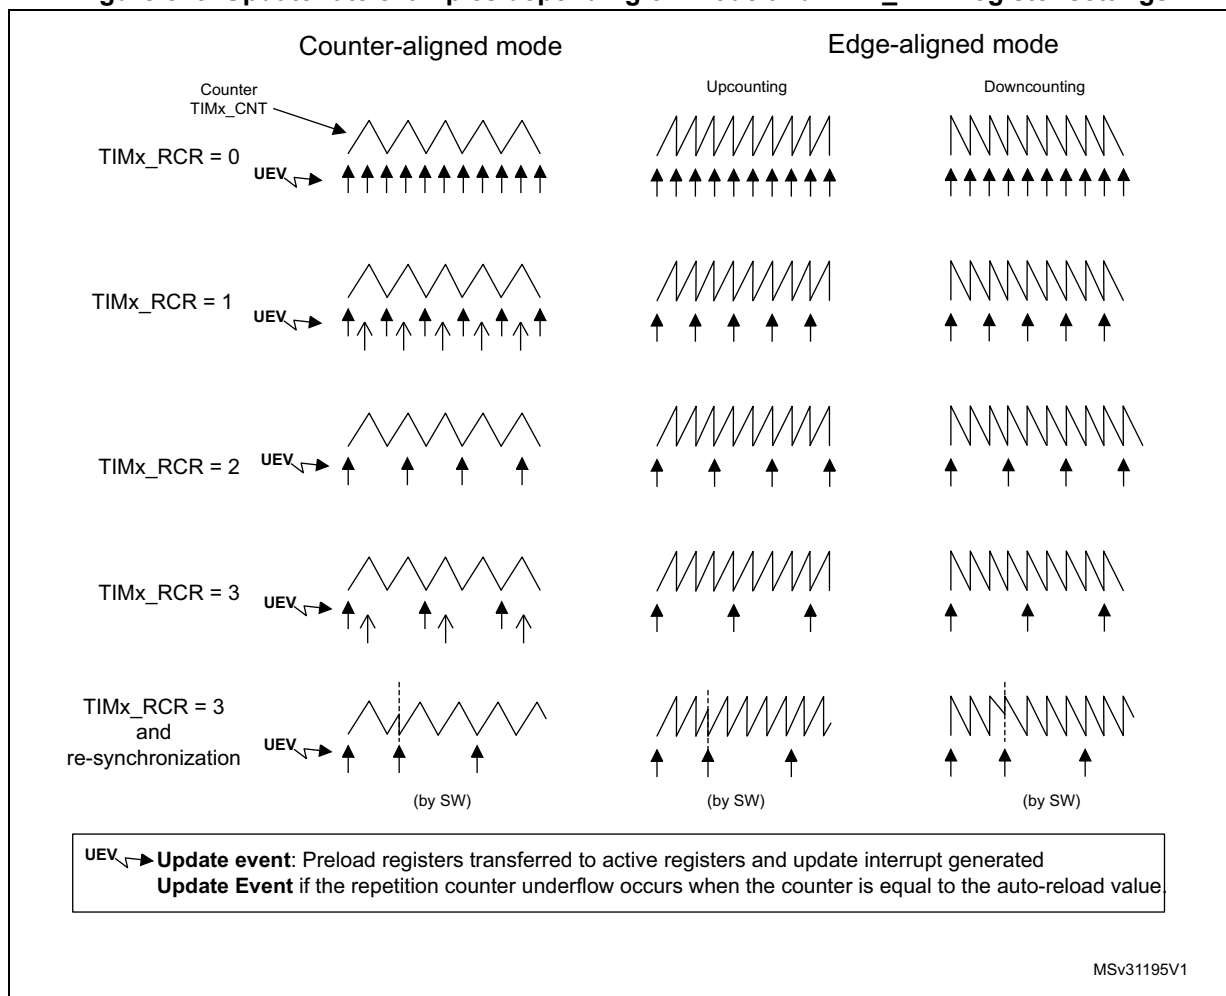 Counter-aligned mode
Edge-aligned mode
Counter
TIMx_CNT
Upcounting
Downcounting
TIMx_RCR = 0
UEV
TIMx_RCR = 1
UEV
TIMx_RCR = 2
UEV
TIMx_RCR = 3
UEV
TIMx_RCR = 3
and
re-synchronization
UEV
(by SW)
(by SW)
(by SW)
UEV Update event: Preload registers transferred to active registers and update interrupt generated
Update Event if the repetition counter underflow occurs when the counter is equal to the auto-reload value.
MSv31195V1